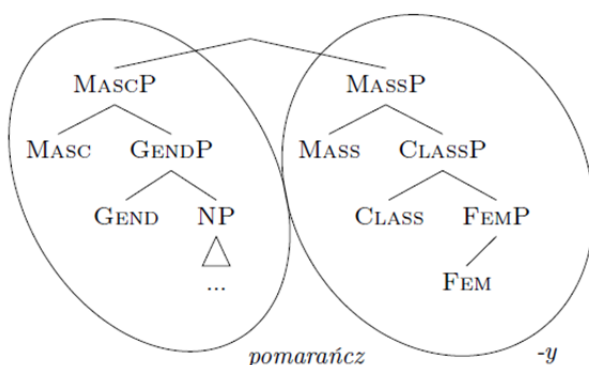 MASCP MASSP
MASC GENDP MASS CLASSP
GEND NP CLASS FEMP
... FEM
pomarańcz -y